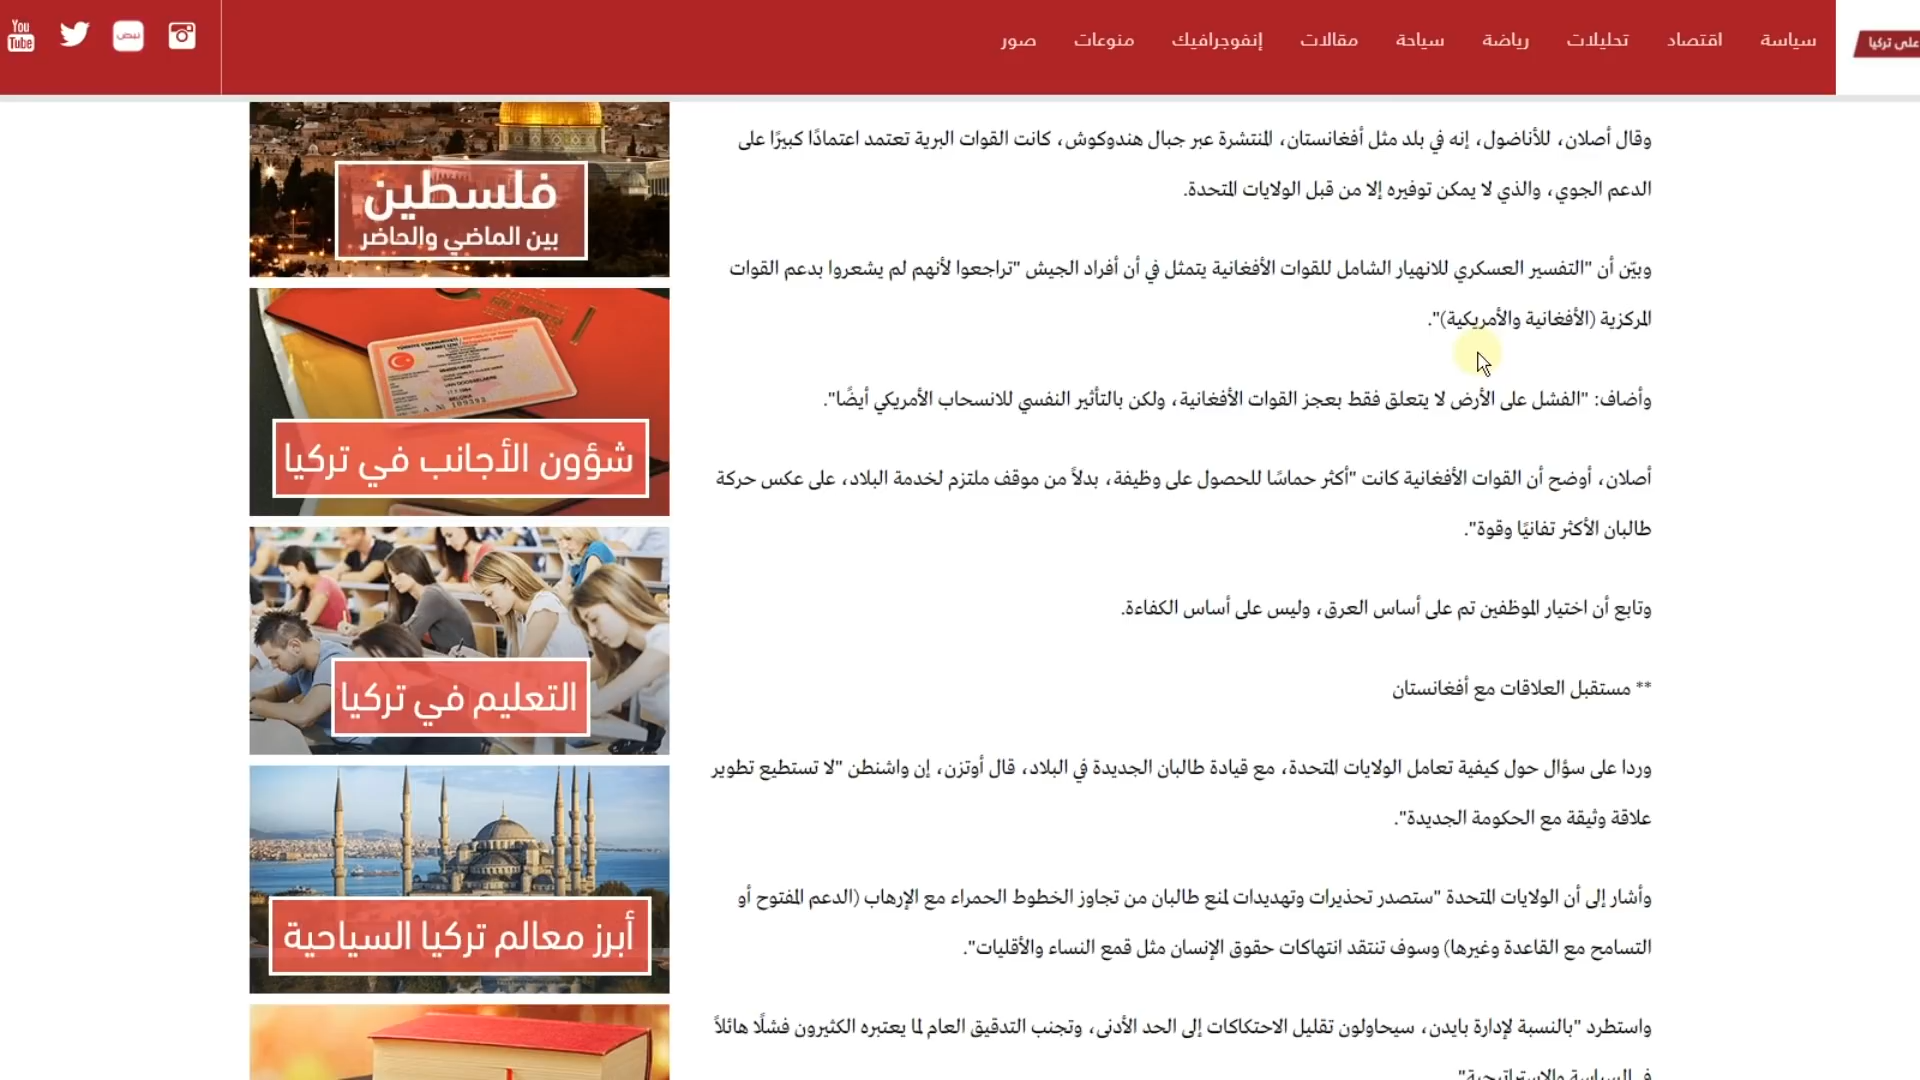 على تركيا
سياسة
اقتصاد
تحليلات
رياضة
سياحة
مقالات
إنفوجرافيك
منوعات
صور
نبض
You
Tube
وقال أصلان، للأناضول، إنه في بلد مثل أفغانستان، المنتشرة عبر جبال هندوكوش، كانت القوات البرية تعتمد اعتمادًا كبيرًا على
الدعم الجوي، والذي لا يمكن توفيره إلا من قبل الولايات المتحدة.
وبيّن أن "التفسير العسكري للانهيار الشامل للقوات الأفغانية يتمثل في أن أفراد الجيش "تراجعوا لأنهم لم يشعروا بدعم القوات
المركزية (الأفغانية والأمريكية)".
وأضاف: "الفشل على الأرض لا يتعلق فقط بعجز القوات الأفغانية، ولكن بالتأثير النفسي للانسحاب الأمريكي أيضًا".
أصلان، أوضح أن القوات الأفغانية كانت "أكثر حماسًا للحصول على وظيفة، بدلاً من موقف ملتزم لخدمة البلاد، على عكس حركة
طالبان الأكثر تفانيًا وقوة".
وتابع أن اختيار الموظفين تم على أساس العرق، وليس على أساس الكفاءة.
** مستقبل العلاقات مع أفغانستان
وردا على سؤال حول كيفية تعامل الولايات المتحدة، مع قيادة طالبان الجديدة في البلاد، قال أوتزن، إن واشنطن "لا تستطيع تطوير
علاقة وثيقة مع الحكومة الجديدة".
وأشار إلى أن الولايات المتحدة "ستصدر تحذيرات وتهديدات لمنع طالبان من تجاوز الخطوط الحمراء مع الإرهاب (الدعم المفتوح أو
التسامح مع القاعدة وغيرها) وسوف تنتقد انتهاكات حقوق الإنسان مثل قمع النساء والأقليات".
واستطرد "بالنسبة لإدارة بايدن، سيحاولون تقليل الاحتكاكات إلى الحد الأدنى، وتجنب التدقيق العام لما يعتبره الكثيرون فشلًا هائلاً
في السياسة والاستراتيجية"
فلسطين
بين الماضي والحاضر
شؤون الأجانب في تركيا
التعليم في تركيا
أبرز معالم تركيا السياحية